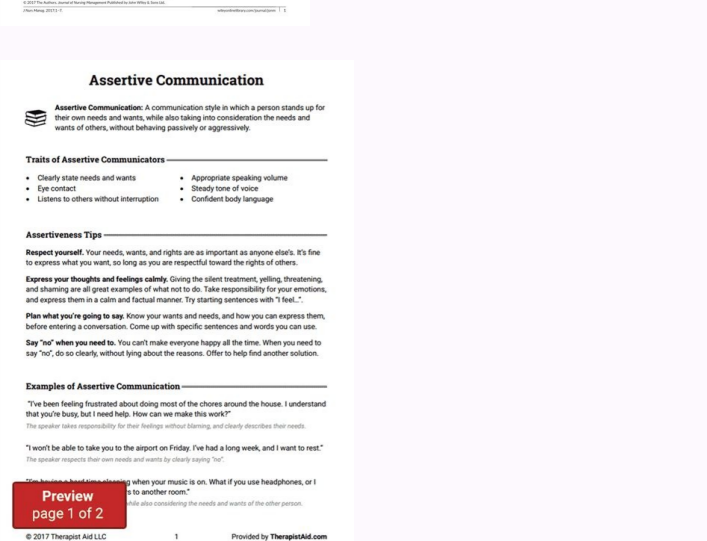 © 2017 The Authors. Journal of Nursing Management Published by John Wiley & Sons Ltd.
J Nurs Manag. 2017;1–7. wileyonlinelibrary.com/journal/jonm | 1
Assertive Communication
Assertive Communication: A communication style in which a person stands up for
their own needs and wants, while also taking into consideration the needs and
wants of others, without behaving passively or aggressively.
Traits of Assertive Communicators
• Clearly state needs and wants
• Eye contact
• Listens to others without interruption
• Appropriate speaking volume
• Steady tone of voice
• Confident body language
Assertiveness Tips
Respect yourself. Your needs, wants, and rights are as important as anyone else's. It's fine
to express what you want, so long as you are respectful toward the rights of others.
Express your thoughts and feelings calmly. Giving the silent treatment, yelling, threatening,
and shaming are all great examples of what not to do. Take responsibility for your emotions,
and express them in a calm and factual manner. Try starting sentences with "I feel...".
Plan what you're going to say. Know your wants and needs, and how you can express them,
before entering a conversation. Come up with specific sentences and words you can use.
Say "no" when you need to. You can't make everyone happy all the time. When you need to
say "no", do so clearly, without lying about the reasons. Offer to help find another solution.
Examples of Assertive Communication
"I've been feeling frustrated about doing most of the chores around the house. I understand
that you're busy, but I need help. How can we make this work?"
The speaker takes responsibility for their feelings without blaming, and clearly describes their needs.
"I won't be able to take you to the airport on Friday. I've had a long week, and I want to rest."
The speaker respects their own needs and wants by clearly saying "no".
"I'm having a hard time sleeping when your music is on. What if you use headphones, or I
to another room."
while also considering the needs and wants of the other person.
Preview
page 1 of 2
© 2017 Therapist Aid LLC 1 Provided by TherapistAid.com